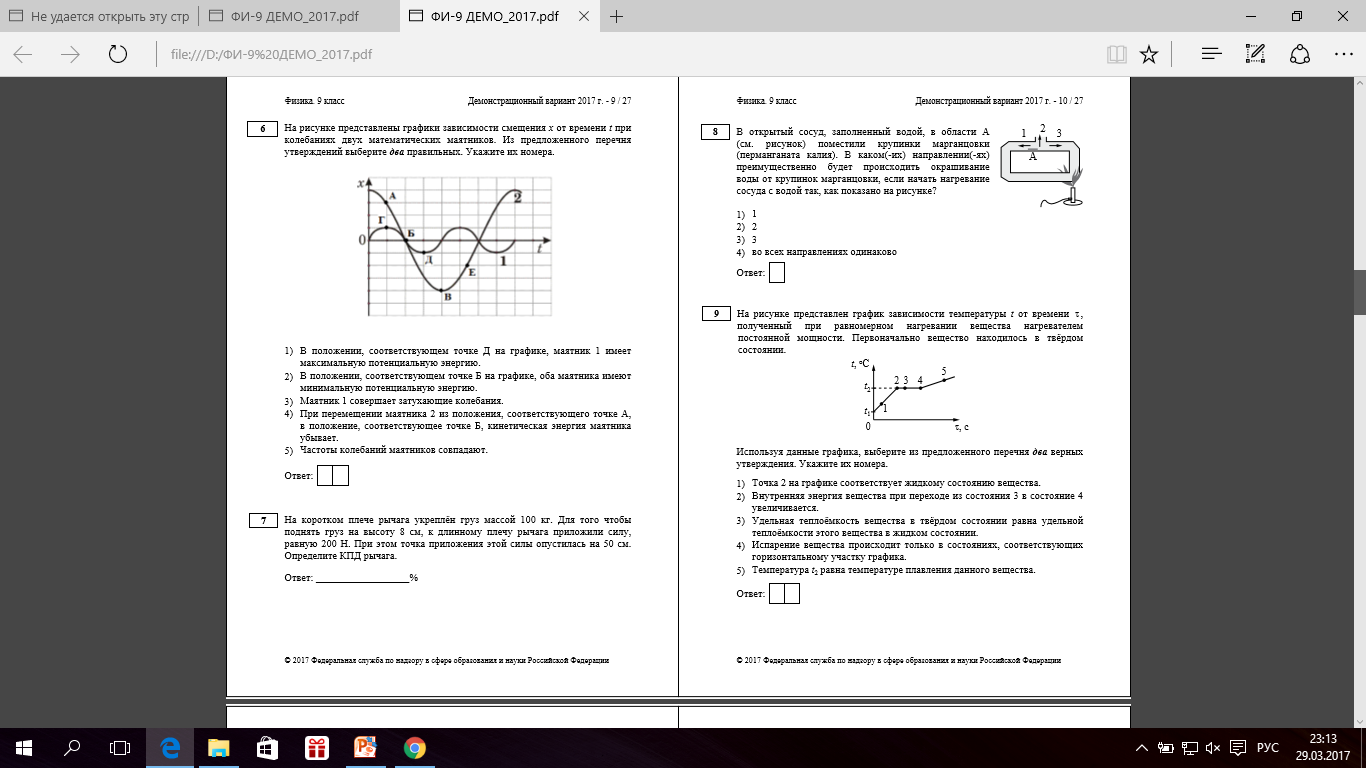 Не удается открыть эту стр
ФИ-9 ДЕМО_2017.pdf
ФИ-9 ДЕМО_2017.pdf
file:///D:/ФИ-9%20ДЕМО_2017.pdf
Физика. 9 класс
Демонстрационный вариант 2017 г. - 9 / 27
6
На рисунке представлены графики зависимости смещения x от времени t при
колебаниях двух математических маятников. Из предложенного перечня
утверждений выберите два правильных. Укажите их номера.
x
А
2
Г
Б
0
t
Д
Е
1
В
1) В положении, соответствующем точке Д на графике, маятник 1 имеет
максимальную потенциальную энергию.
2) В положении, соответствующем точке Б на графике, оба маятника имеют
минимальную потенциальную энергию.
3) Маятник 1 совершает затухающие колебания.
4) При перемещении маятника 2 из положения, соответствующего точке А,
в положение, соответствующее точке Б, кинетическая энергия маятника
убывает.
5) Частоты колебаний маятников совпадают.
Ответ:
7
На коротком плече рычага укреплён груз массой 100 кг. Для того чтобы
поднять груз на высоту 8 см, к длинному плечу рычага приложили силу,
равную 200 Н. При этом точка приложения этой силы опустилась на 50 см.
Определите КПД рычага.
Ответ: ___________________%
© 2017 Федеральная служба по надзору в сфере образования и науки Российской Федерации
Физика. 9 класс
Демонстрационный вариант 2017 г. - 10 / 27
8
В открытый сосуд, заполненный водой, в области А
(см. рисунок) поместили крупинки марганцовки
(перманганата калия). В каком(-их) направлении(-ях)
преимущественно будет происходить окрашивание
воды от крупинок марганцовки, если начать нагревание
сосуда с водой так, как показано на рисунке?
1 2 3
А
1) 1
2) 2
3) 3
4) во всех направлениях одинаково
Ответ:
9
На рисунке представлен график зависимости температуры t от времени τ,
полученный при равномерном нагревании вещества нагревателем
постоянной мощности. Первоначально вещество находилось в твёрдом
состоянии.
t, °C
5
2 3 4
t₂
1
t₁
0
τ, с
Используя данные графика, выберите из предложенного перечня два верных
утверждения. Укажите их номера.
1) Точка 2 на графике соответствует жидкому состоянию вещества.
2) Внутренняя энергия вещества при переходе из состояния 3 в состояние 4
увеличивается.
3) Удельная теплоёмкость вещества в твёрдом состоянии равна удельной
теплоёмкости этого вещества в жидком состоянии.
4) Испарение вещества происходит только в состояниях, соответствующих
горизонтальному участку графика.
5) Температура t₂ равна температуре плавления данного вещества.
Ответ:
© 2017 Федеральная служба по надзору в сфере образования и науки Российской Федерации
РУС
23:13
29.03.2017